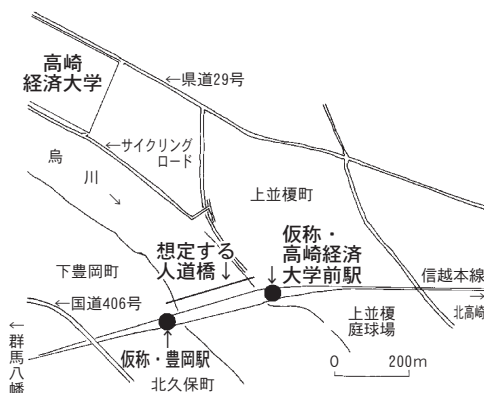 高崎
経済大学
←県道29号
←サイクリング
ロード
烏
川
→
上並榎町
想定する
人道橋↓
仮称・
高崎経済
大学前駅
↓
下豊岡町
信越本線
北高崎
→
←国道406号
上並榎
庭球場
←
群馬八幡
↑
仮称・豊岡駅
北久保町
0 200m